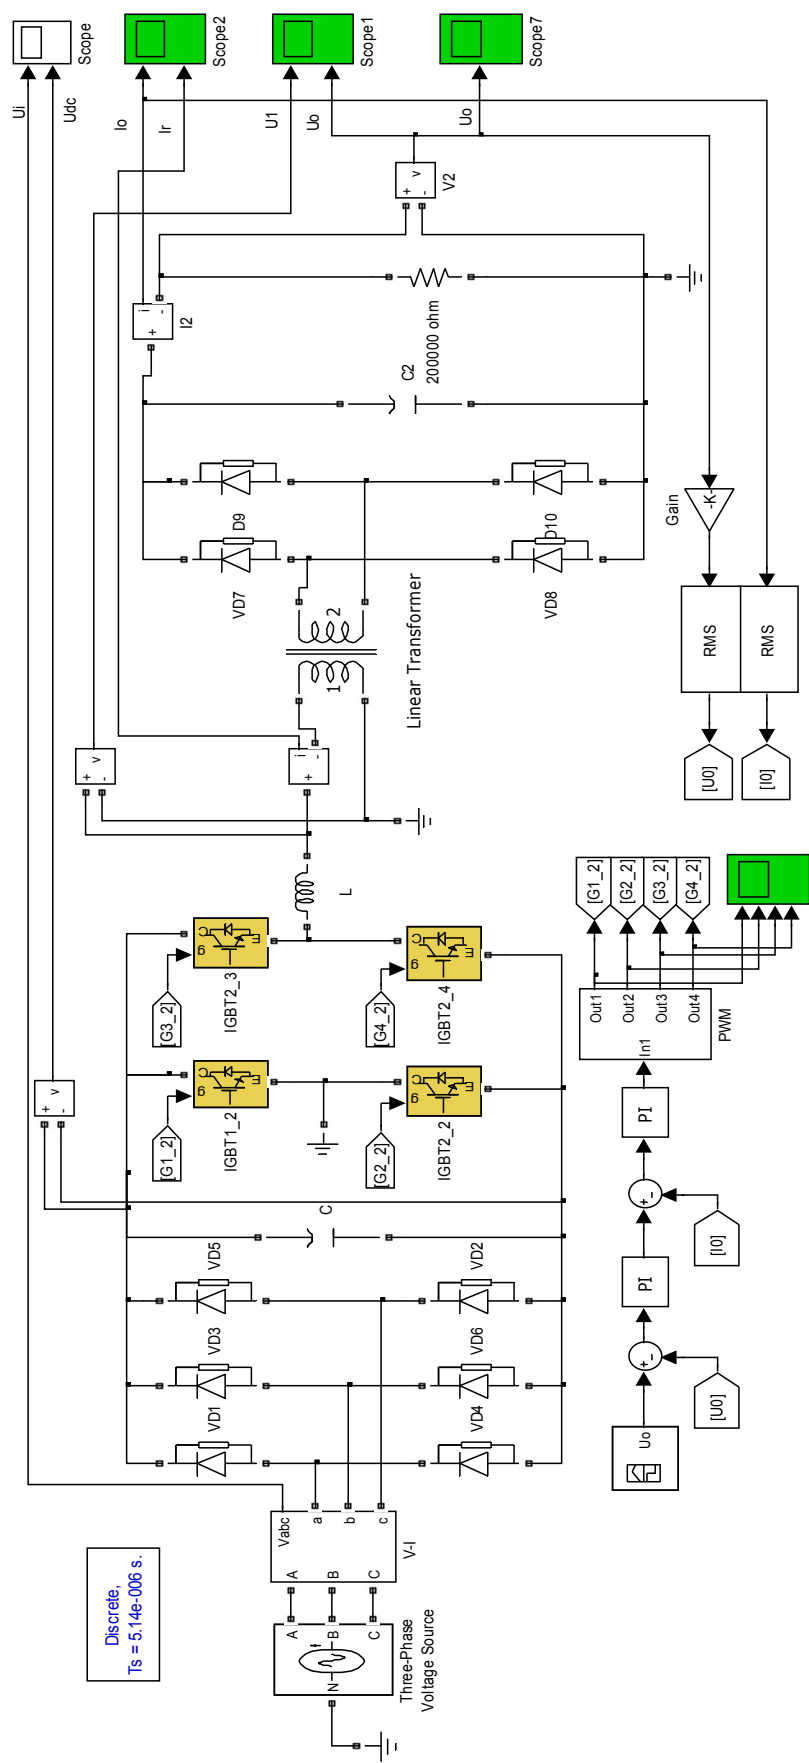 Scope
Scope2
Scope1
Scope7
Ui
Udc
Io
Ir
U1
Uo
Uo
+
v
-
V2
i
+
-
I2
200000 ohm
C2
D9
D10
VD7
VD8
Gain
-K-
RMS
RMS
[U0]
[I0]
1
2
Linear Transformer
+
v
-
i
+
-
L
[G3_2]
g
C
E
IGBT2_3
[G4_2]
g
C
E
IGBT2_4
[G1_2]
g
C
E
IGBT1_2
[G2_2]
g
C
E
IGBT2_2
+
v
-
C
VD5
VD2
VD3
VD6
VD1
VD4
Vabc
a
b
c
A
B
C
V-I
A
B
C
N
Three-Phase
Voltage Source
Discrete,
Ts = 5.14e-006 s.
Uo
[U0]
+
-
PI
[I0]
+
-
PI
In1
Out1
Out2
Out3
Out4
PWM
[G1_2]
[G2_2]
[G3_2]
[G4_2]